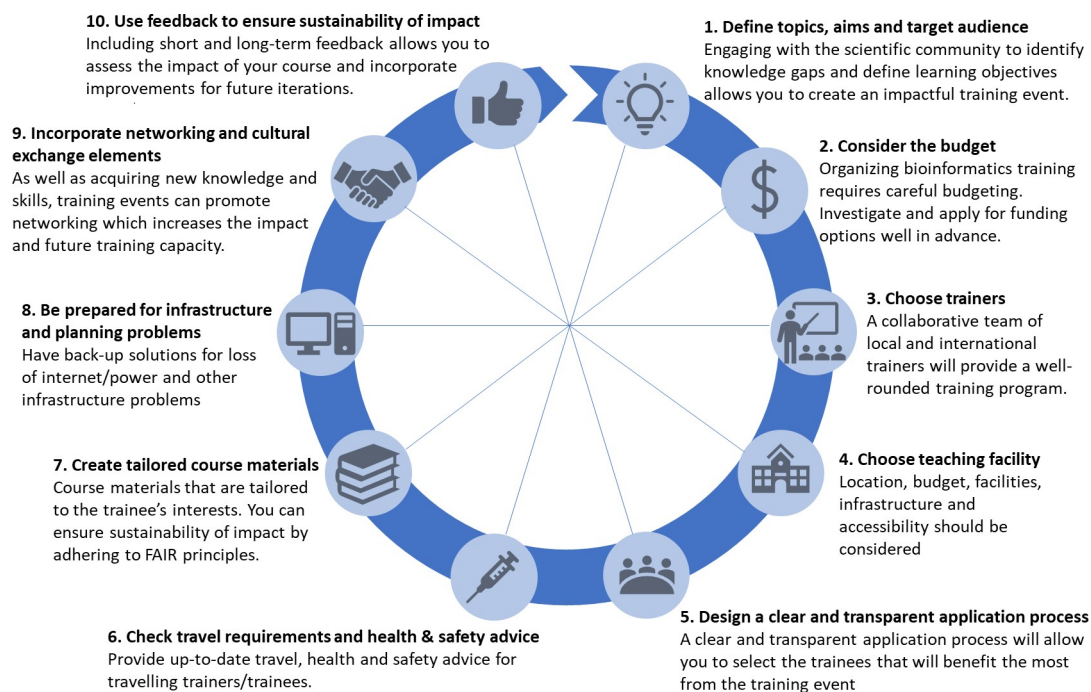 1. Define topics, aims and target audience
Engaging with the scientific community to identify
knowledge gaps and define learning objectives
allows you to create an impactful training event.
2. Consider the budget
Organizing bioinformatics training
requires careful budgeting.
Investigate and apply for funding
options well in advance.
$
3. Choose trainers
A collaborative team of
local and international
trainers will provide a well-
rounded training program.
4. Choose teaching facility
Location, budget, facilities,
infrastructure and
accessibility should be
considered
5. Design a clear and transparent application process
A clear and transparent application process will allow
you to select the trainees that will benefit the most
from the training event
6. Check travel requirements and health & safety advice
Provide up-to-date travel, health and safety advice for
travelling trainers/trainees.
7. Create tailored course materials
Course materials that are tailored
to the trainee’s interests. You can
ensure sustainability of impact by
adhering to FAIR principles.
8. Be prepared for infrastructure
and planning problems
Have back-up solutions for loss
of internet/power and other
infrastructure problems
9. Incorporate networking and cultural
exchange elements
As well as acquiring new knowledge and
skills, training events can promote
networking which increases the impact
and future training capacity.
10. Use feedback to ensure sustainability of impact
Including short and long-term feedback allows you to
assess the impact of your course and incorporate
improvements for future iterations.